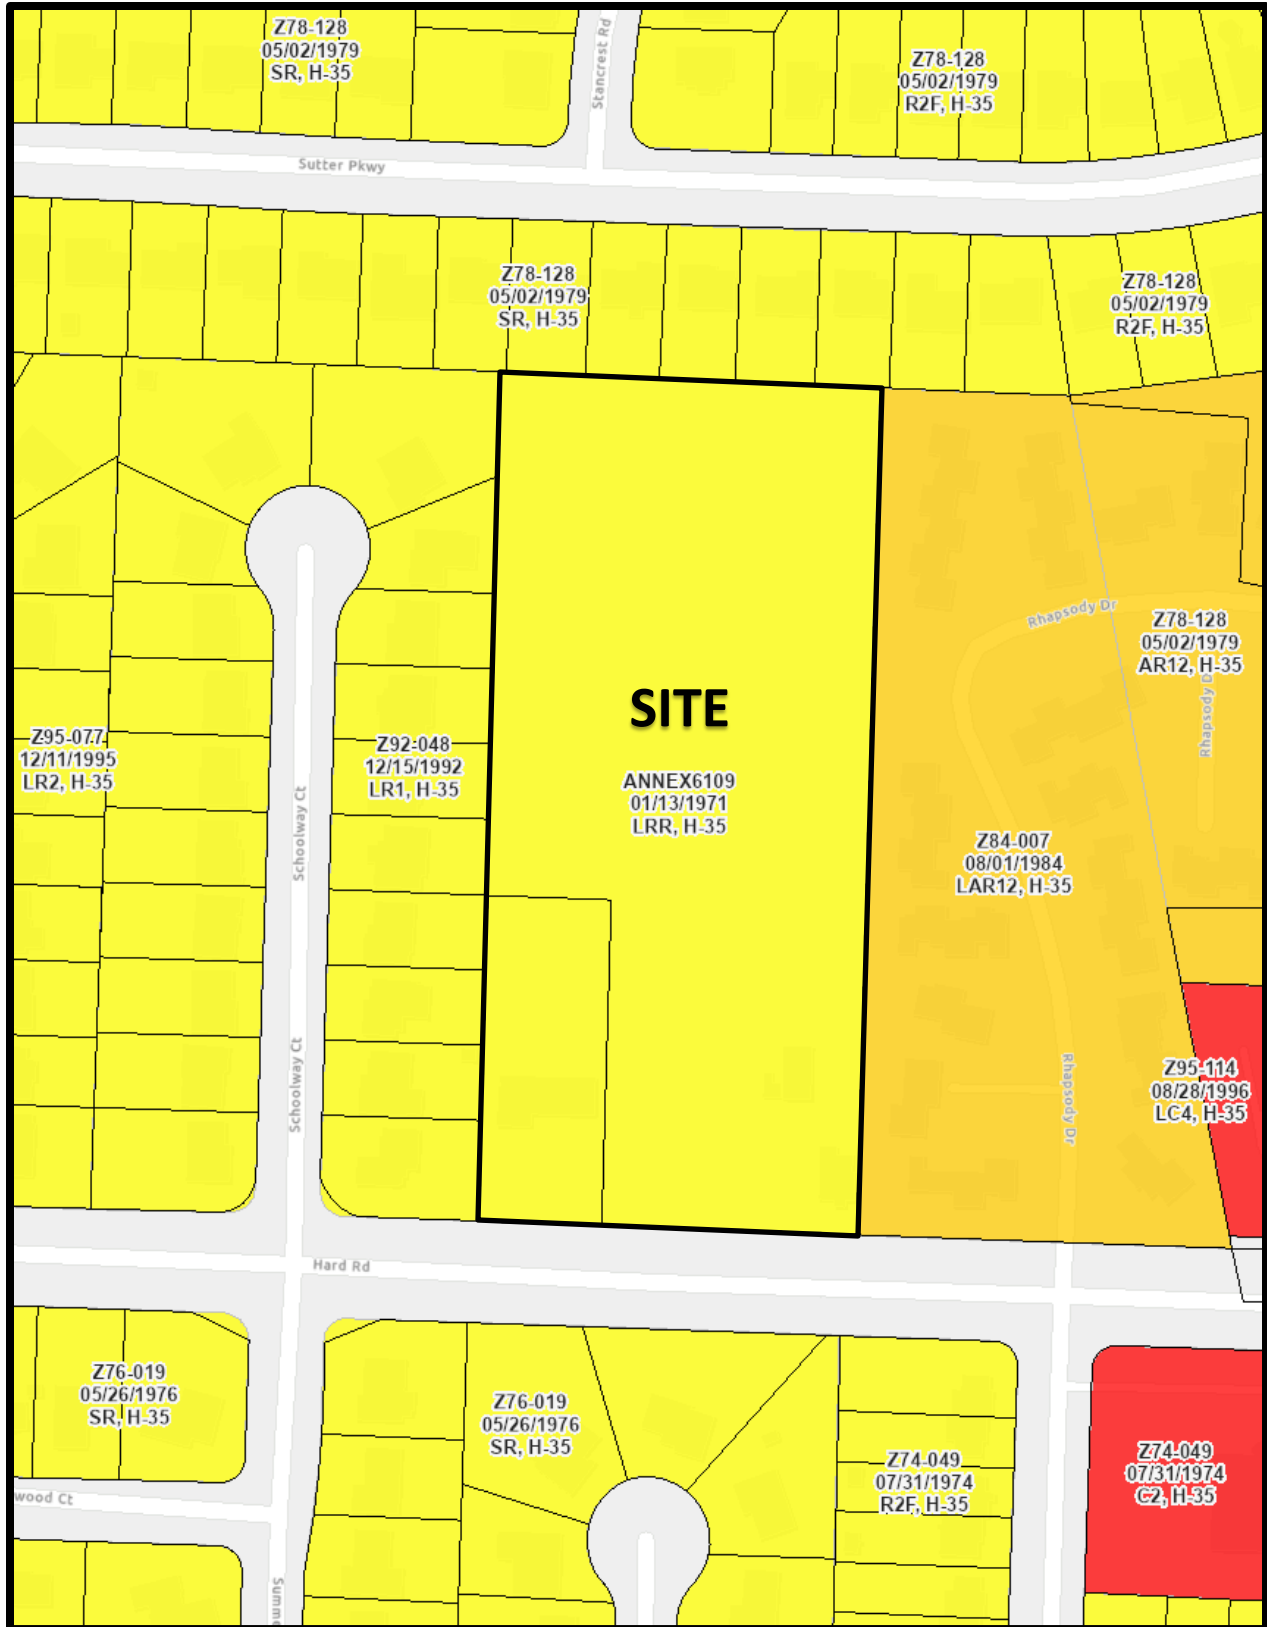 Z78-128
05/02/1979
SR, H-35
Stancrest Rd
Z78-128
05/02/1979
R2F, H-35
Sutter Pkwy
Z78-128
05/02/1979
SR, H-35
Z78-128
05/02/1979
R2F, H-35
Rhapsody Dr
Z78-128
05/02/1979
AR12, H-35
Rhapsody D
SITE
Z95-077
12/11/1995
LR2, H-35
Z92-048
12/15/1992
LR1, H-35
ANNEX6109
01/13/1971
LRR, H-35
Schoolway Ct
Z84-007
08/01/1984
LAR12, H-35
Schoolway Ct
Rhapsody Dr
Z95-114
08/28/1996
LC4, H-35
Hard Rd
Z76-019
05/26/1976
SR, H-35
Z76-019
05/26/1976
SR, H-35
Z74-049
07/31/1974
R2F, H-35
Z74-049
07/31/1974
C2, H-35
wood Ct
Summe